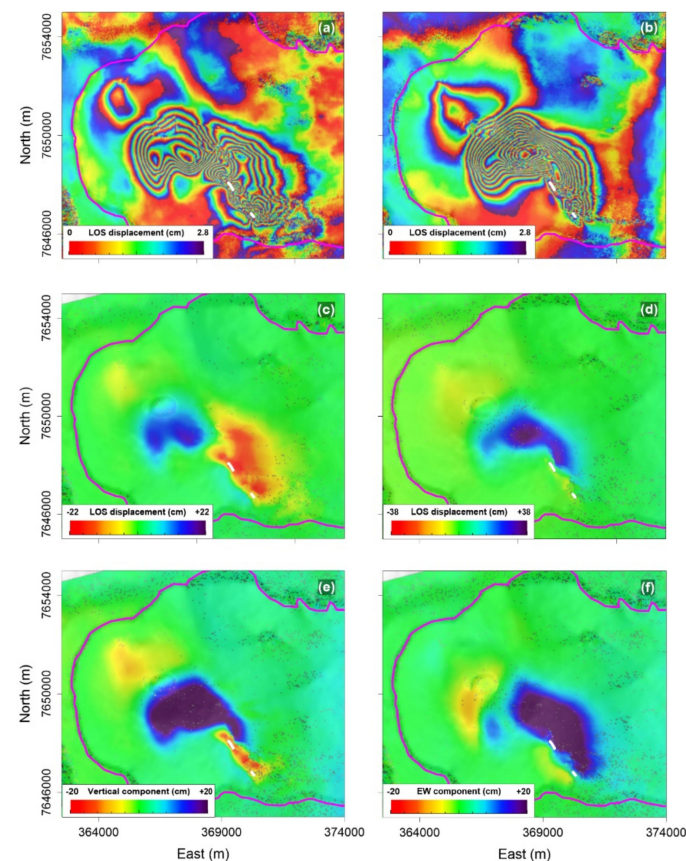 (a)
(b)
North (m)
7654000
7650000
7646000
0 LOS displacement (cm) 2.8
0 LOS displacement (cm) 2.8
(c)
(d)
North (m)
7654000
7650000
7646000
-22 LOS displacement (cm) +22
-38 LOS displacement (cm) +38
(e)
(f)
North (m)
7654000
7650000
7646000
-20 Vertical component (cm) +20
-20 EW component (cm) +20
364000 369000 374000
364000 369000 374000
East (m)
East (m)